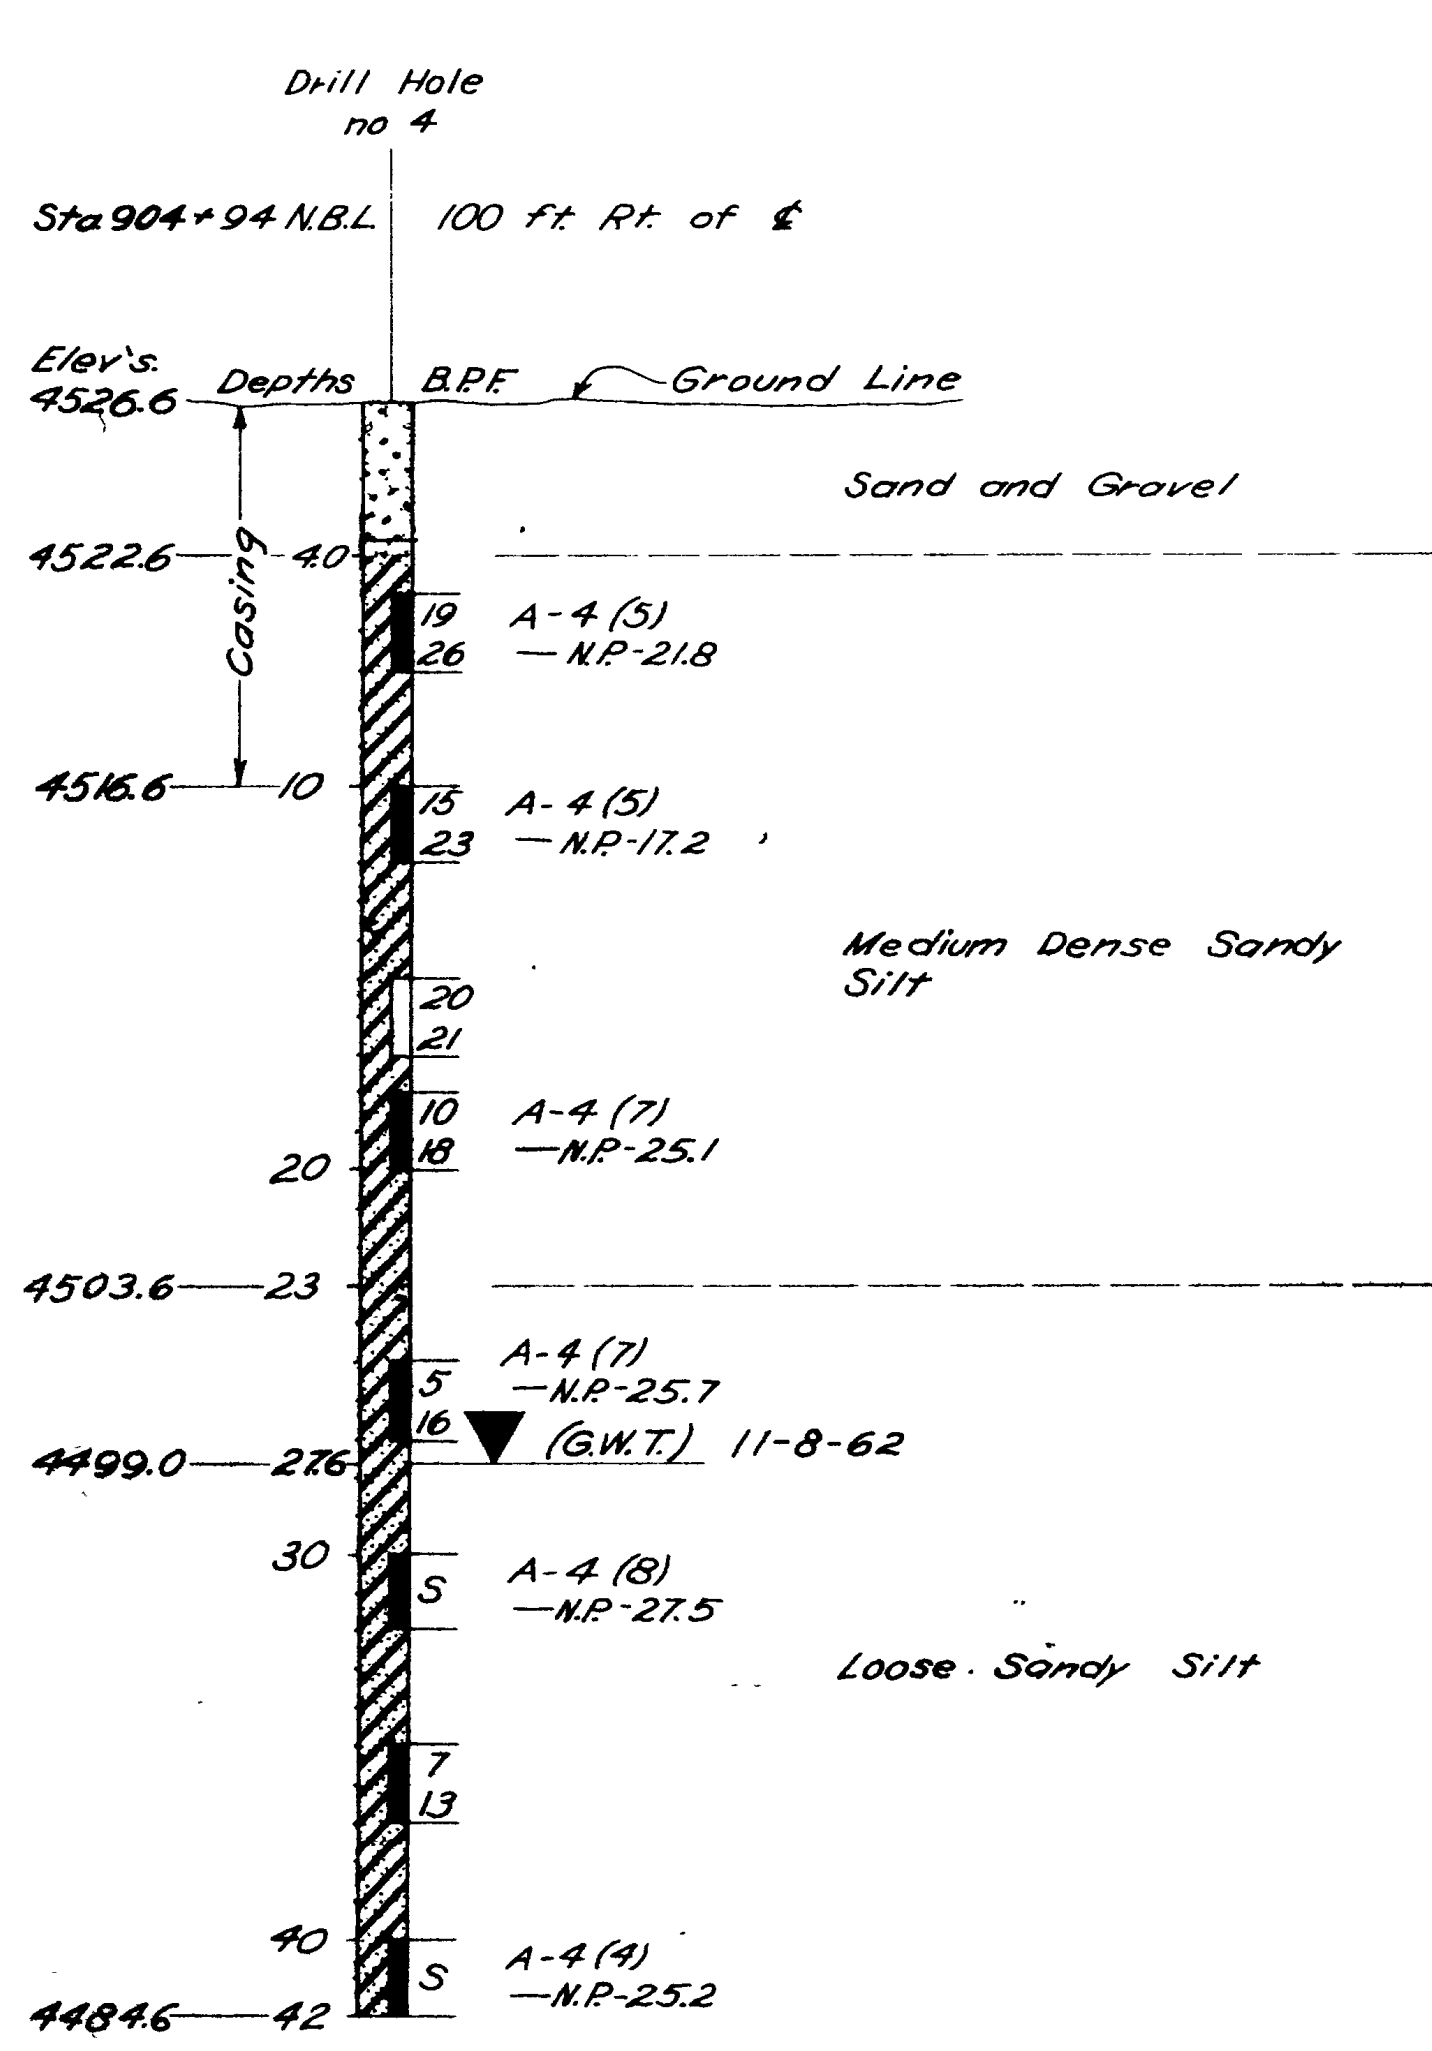 Drill Hole
no 4
Sta 904+94 N.B.L. 100 ft. Rt. of ℄
Elev's.
4526.6 Depths B.P.F. Ground Line
Sand and Gravel
Casing
4522.6 4.0
19 A-4 (5)
26 — N.P.-21.8
4516.6 10
15 A-4 (5)
23 — N.P.-17.2
Medium Dense Sandy
Silt
20
21
10 A-4 (7)
18 — N.P.-25.1
20
4503.6 23
5 A-4 (7)
— N.P.-25.7
16 (G.W.T.) 11-8-62
4499.0 27.6
30
S A-4 (8)
— N.P.-27.5
Loose Sandy Silt
7
13
40
S A-4 (4)
— N.P.-25.2
4484.6 42